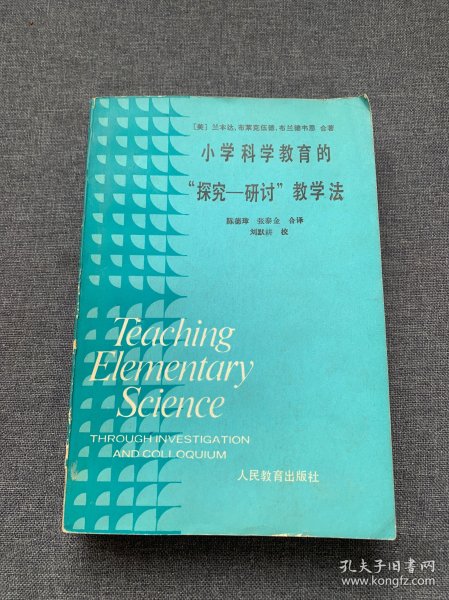 [美] 兰本达、布莱克伍德、布兰德韦恩 合著
小学科学教育的
“探究—研讨”教学法
陈德璋 张泰金 合译
刘默耕 校
Teaching
Elementary
Science
THROUGH INVESTIGATION
AND COLLOQUIUM
人民教育出版社
孔夫子旧书网
www.kongfz.com